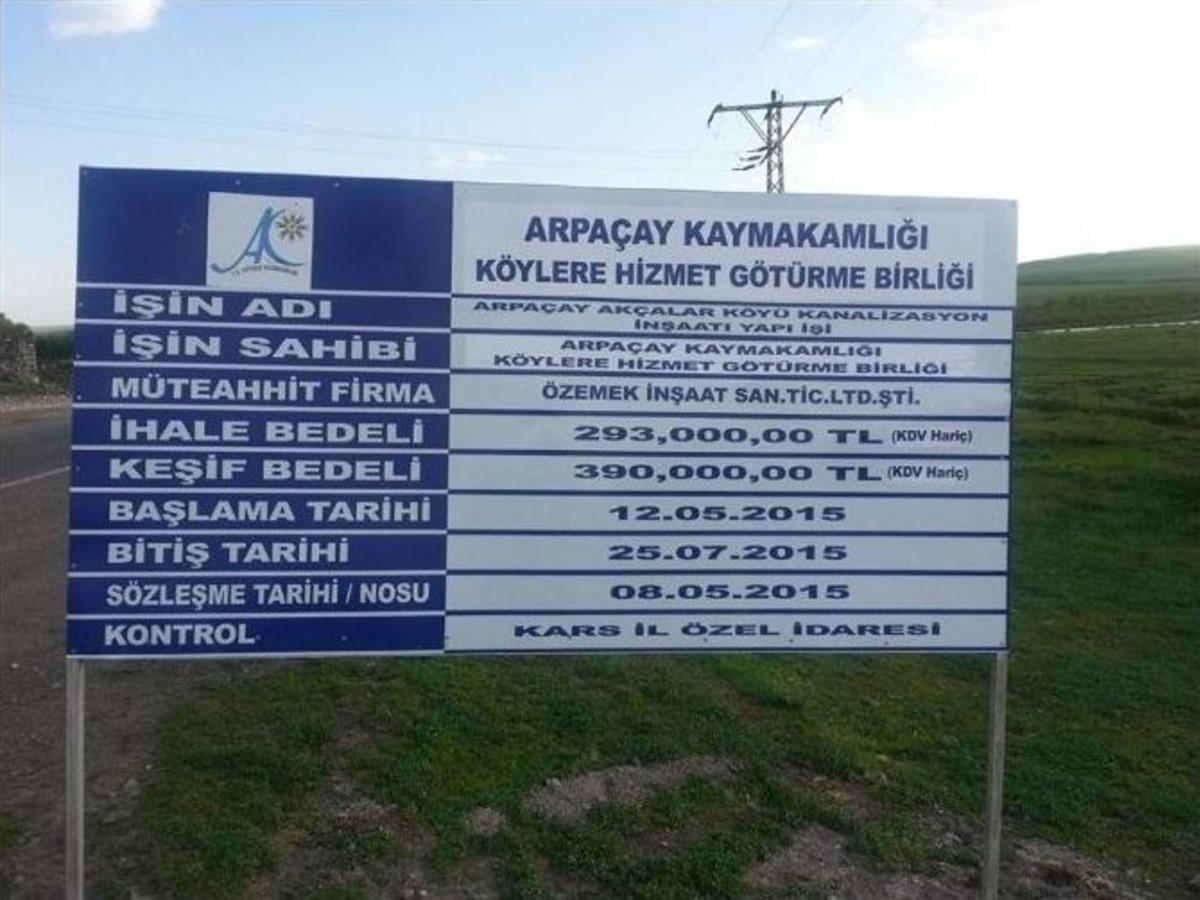 ARPAÇAY KAYMAKAMLIĞI
KÖYLERE HİZMET GÖTÜRME BİRLİĞİ
İŞİN ADI
ARPAÇAY AKÇALAR KÖYÜ KANALİZASYON
İNŞAATI YAPI İŞİ
İŞİN SAHİBİ
ARPAÇAY KAYMAKAMLIĞI
KÖYLERE HİZMET GÖTÜRME BİRLİĞİ
MÜTEAHHİT FİRMA
ÖZEMEK İNŞAAT SAN.TİC.LTD.ŞTİ.
İHALE BEDELİ
293,000,00 TL (KDV Hariç)
KEŞİF BEDELİ
390,000,00 TL (KDV Hariç)
BAŞLAMA TARİHİ
12.05.2015
BİTİŞ TARİHİ
25.07.2015
SÖZLEŞME TARİHİ / NOSU
08.05.2015
KONTROL
KARS İL ÖZEL İDARESİ